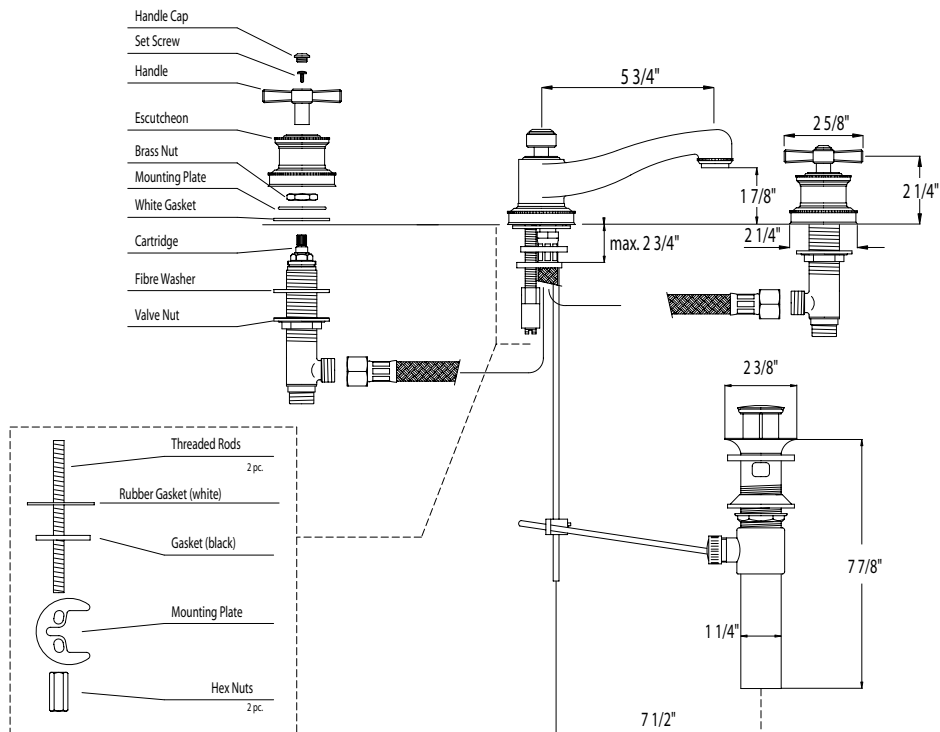 Handle Cap
Set Screw
Handle
Escutcheon
Brass Nut
Mounting Plate
White Gasket
Cartridge
Fibre Washer
Valve Nut
5 3/4"
2 5/8"
1 7/8"
2 1/4"
max. 2 3/4"
2 1/4"
2 3/8"
7 7/8"
1 1/4"
7 1/2"
Threaded Rods
2 pc.
Rubber Gasket (white)
Gasket (black)
Mounting Plate
Hex Nuts
2 pc.